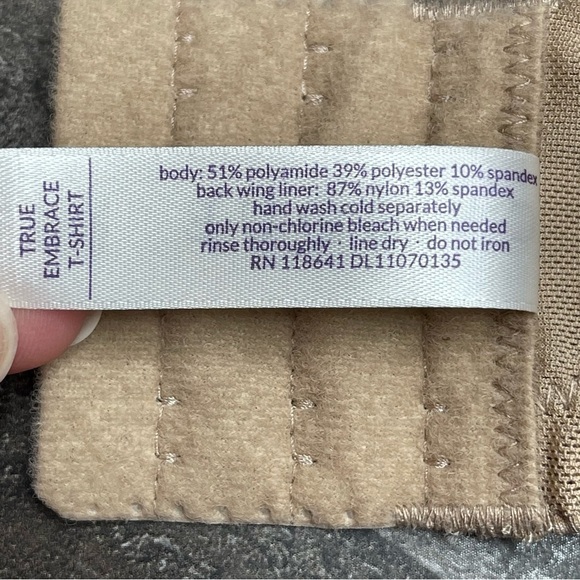 TRUE
EMBRACE
T-SHIRT
body: 51% polyamide 39% polyester 10% spandex
back wing liner: 87% nylon 13% spandex
hand wash cold separately
only non-chlorine bleach when needed
rinse thoroughly · line dry · do not iron
RN 118641 DL11070135